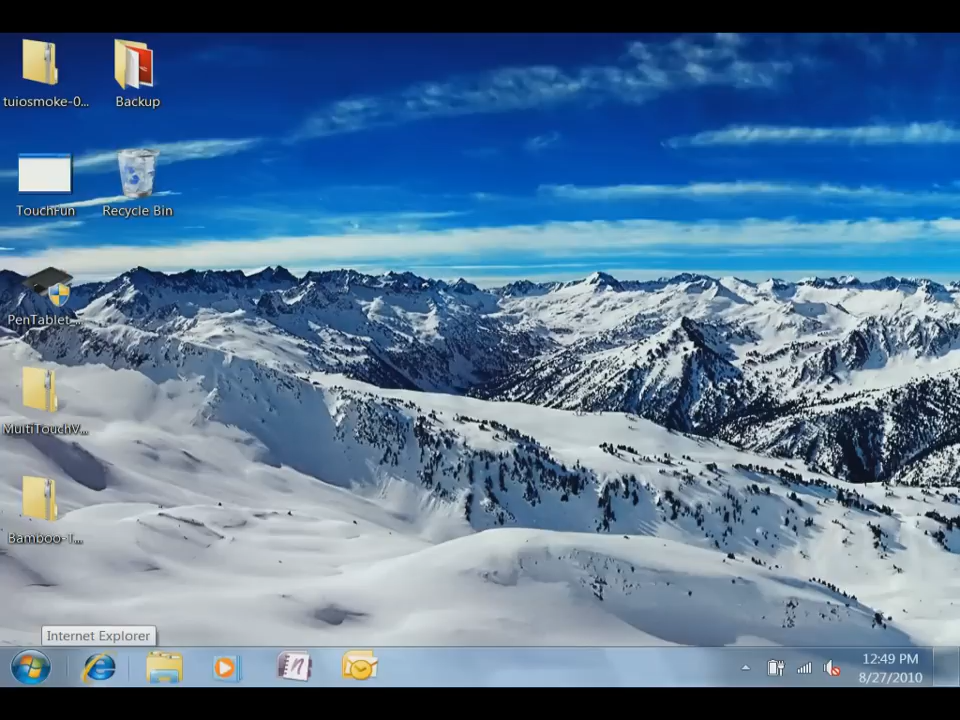 tuiosmoke-0...
Backup
TouchFun
Recycle Bin
PenTablet...
MultiTouchV...
Bamboo-T...
Internet Explorer
12:49 PM
8/27/2010